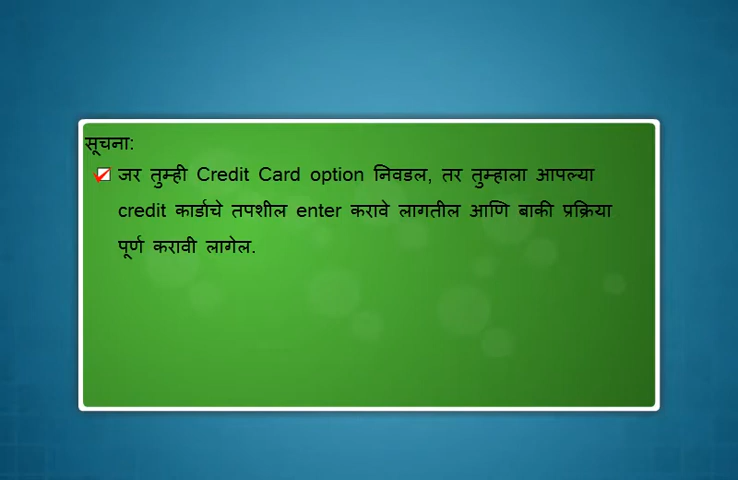 सूचना:
जर तुम्ही Credit Card option निवडल, तर तुम्हाला आपल्या
credit कार्डाचे तपशील enter करावे लागतील आणि बाकी प्रक्रिया
पूर्ण करावी लागेल.